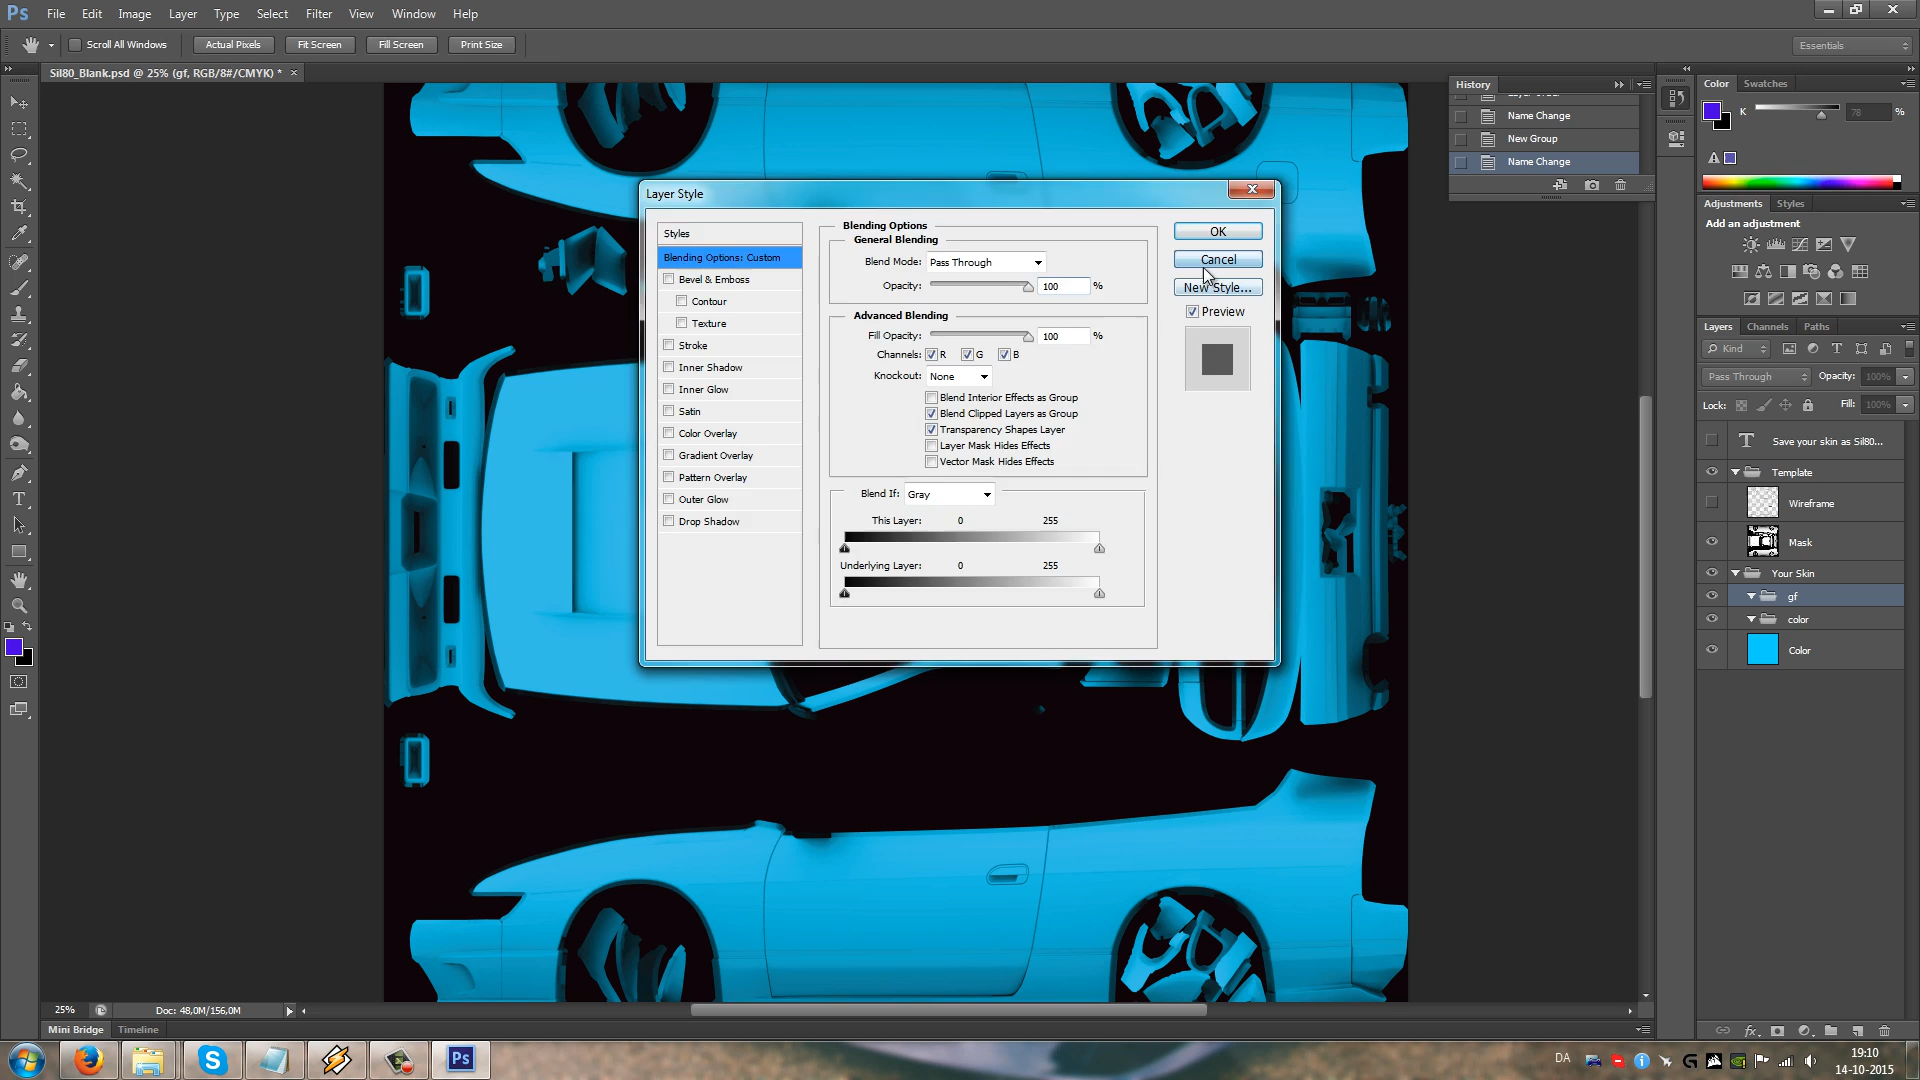 Ps File Edit Image Layer Type Select Filter View Window Help
Scroll All Windows Actual Pixels Fit Screen Fill Screen Print Size Essentials
Sil80_Blank.psd @ 25% (gf, RGB/8#/CMYK) * ×
History
Name Change
New Group
Name Change
Color Swatches
K 78 %
Adjustments Styles
Add an adjustment
Layers Channels Paths
Kind
Pass Through Opacity: 100%
Lock: Fill: 100%
T Save your skin as Sil80...
Template
Wireframe
Mask
Your Skin
gf
color
Color
Layer Style
Styles
Blending Options: Custom
Bevel & Emboss
Contour
Texture
Stroke
Inner Shadow
Inner Glow
Satin
Color Overlay
Gradient Overlay
Pattern Overlay
Outer Glow
Drop Shadow
Blending Options
General Blending
Blend Mode: Pass Through
Opacity: 100 %
Advanced Blending
Fill Opacity: 100 %
Channels: R G B
Knockout: None
Blend Interior Effects as Group
Blend Clipped Layers as Group
Transparency Shapes Layer
Layer Mask Hides Effects
Vector Mask Hides Effects
Blend If: Gray
This Layer: 0 255
Underlying Layer: 0 255
OK
Cancel
New Style...
Preview
25% Doc: 48,0M/156,0M
Mini Bridge Timeline
Ps
DA
19:10
14-10-2015